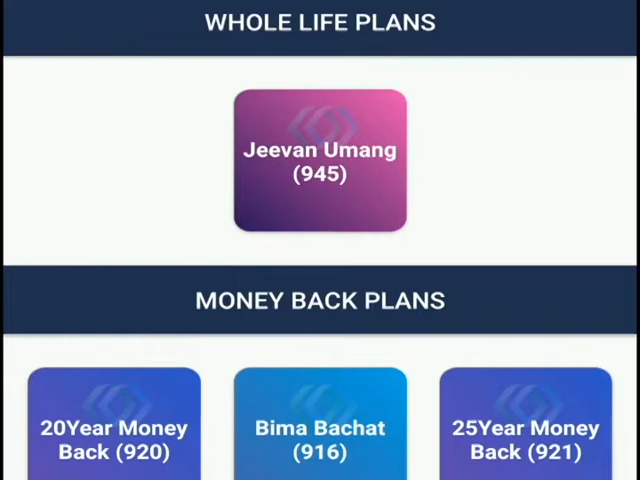 WHOLE LIFE PLANS
Jeevan Umang
(945)
MONEY BACK PLANS
20Year Money
Back (920)
Bima Bachat
(916)
25Year Money
Back (921)